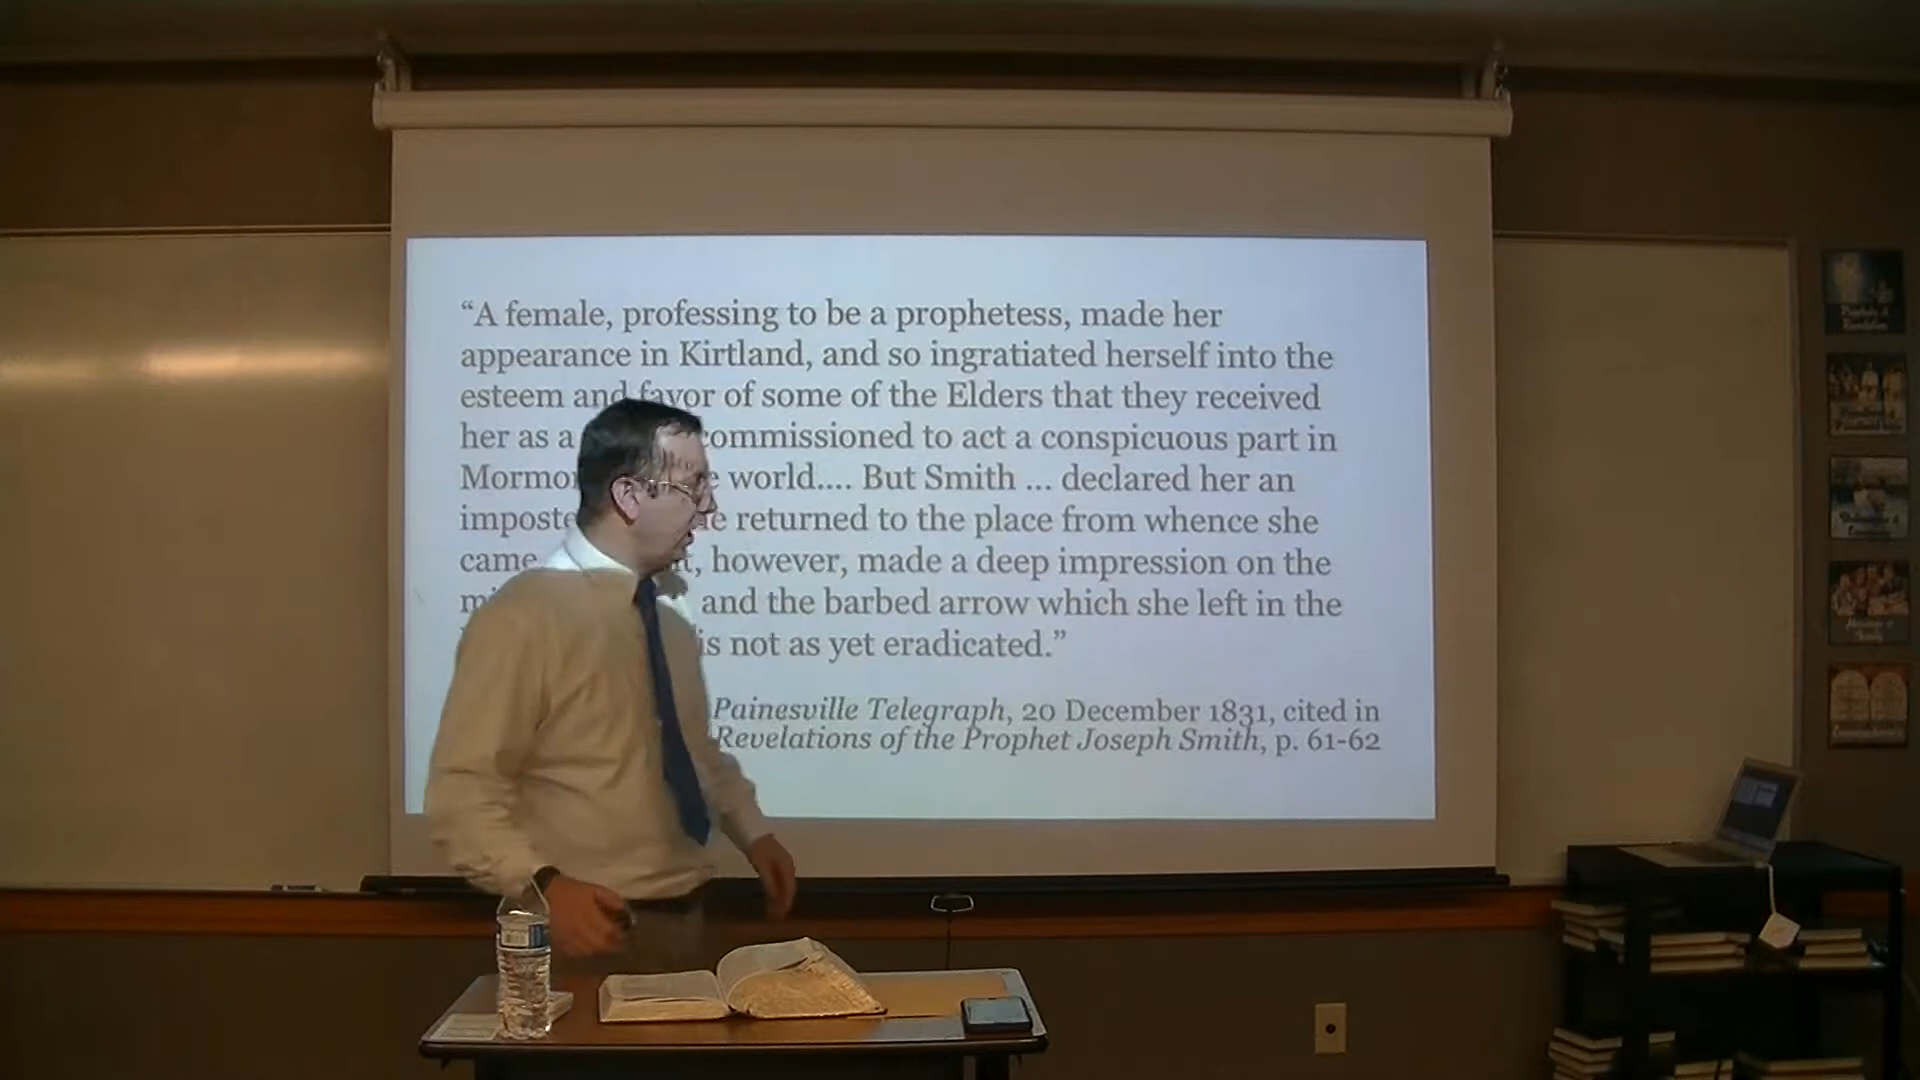 “A female, professing to be a prophetess, made her
appearance in Kirtland, and so ingratiated herself into the
esteem and favor of some of the Elders that they received
her as a commissioned to act a conspicuous part in
world.... But Smith ... declared her an
returned to the place from whence she
came however, made a deep impression on the
and the barbed arrow which she left in the
is not as yet eradicated.”
Painesville Telegraph, 20 December 1831, cited in
Revelations of the Prophet Joseph Smith, p. 61-62